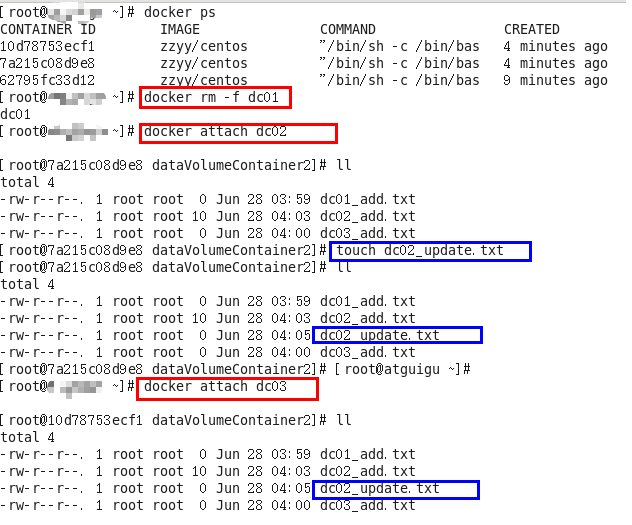 [root@ ~]# docker ps
CONTAINER ID IMAGE COMMAND CREATED
10d78753ecf1 zzyy/centos "/bin/sh -c /bin/bas 4 minutes ago
7a215c08d9e8 zzyy/centos "/bin/sh -c /bin/bas 4 minutes ago
62795fc33d12 zzyy/centos "/bin/sh -c /bin/bas 9 minutes ago
[root@ ~]# docker rm -f dc01
dc01
[root@ ~]# docker attach dc02
[root@7a215c08d9e8 dataVolumeContainer2]# ll
total 4
-rw-r--r--. 1 root root 0 Jun 28 03:59 dc01_add.txt
-rw-r--r--. 1 root root 10 Jun 28 04:03 dc02_add.txt
-rw-r--r--. 1 root root 0 Jun 28 04:00 dc03_add.txt
[root@7a215c08d9e8 dataVolumeContainer2]# touch dc02_update.txt
[root@7a215c08d9e8 dataVolumeContainer2]# ll
total 4
-rw-r--r--. 1 root root 0 Jun 28 03:59 dc01_add.txt
-rw-r--r--. 1 root root 10 Jun 28 04:03 dc02_add.txt
-rw-r--r--. 1 root root 0 Jun 28 04:05 dc02_update.txt
-rw-r--r--. 1 root root 0 Jun 28 04:00 dc03_add.txt
[root@7a215c08d9e8 dataVolumeContainer2]# [root@atguigu ~]#
[root@ ~]# docker attach dc03
[root@10d78753ecf1 dataVolumeContainer2]# ll
total 4
-rw-r--r--. 1 root root 0 Jun 28 03:59 dc01_add.txt
-rw-r--r--. 1 root root 10 Jun 28 04:03 dc02_add.txt
-rw-r--r--. 1 root root 0 Jun 28 04:05 dc02_update.txt
-rw-r--r--. 1 root root 0 Jun 28 04:00 dc03_add.txt